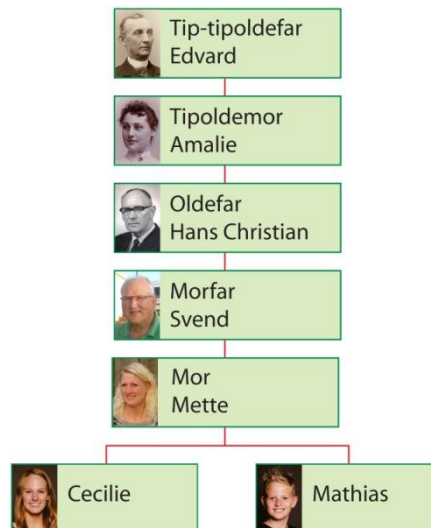 Tip-tipoldefar
Edvard
Tipoldemor
Amalie
Oldefar
Hans Christian
Morfar
Svend
Mor
Mette
Cecilie
Mathias